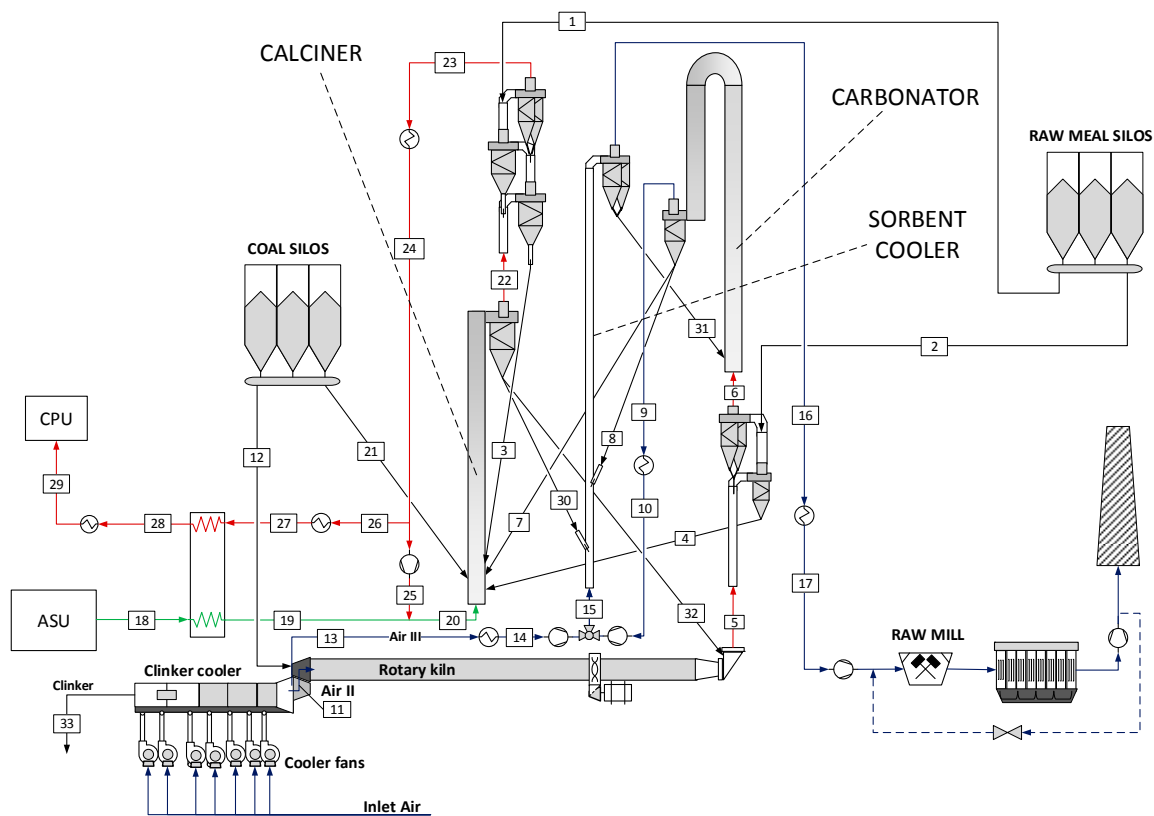 1
23
CALCINER
CARBONATOR
RAW MEAL SILOS
SORBENT
COOLER
COAL SILOS
24
22
31
2
6
9
16
CPU
12
21
3
8
29
30
10
7
28
27
26
4
17
ASU
18
19
25
20
15
32
5
13
Air III
14
RAW MILL
Clinker cooler
Rotary kiln
Clinker
Air II
11
33
Cooler fans
Inlet Air